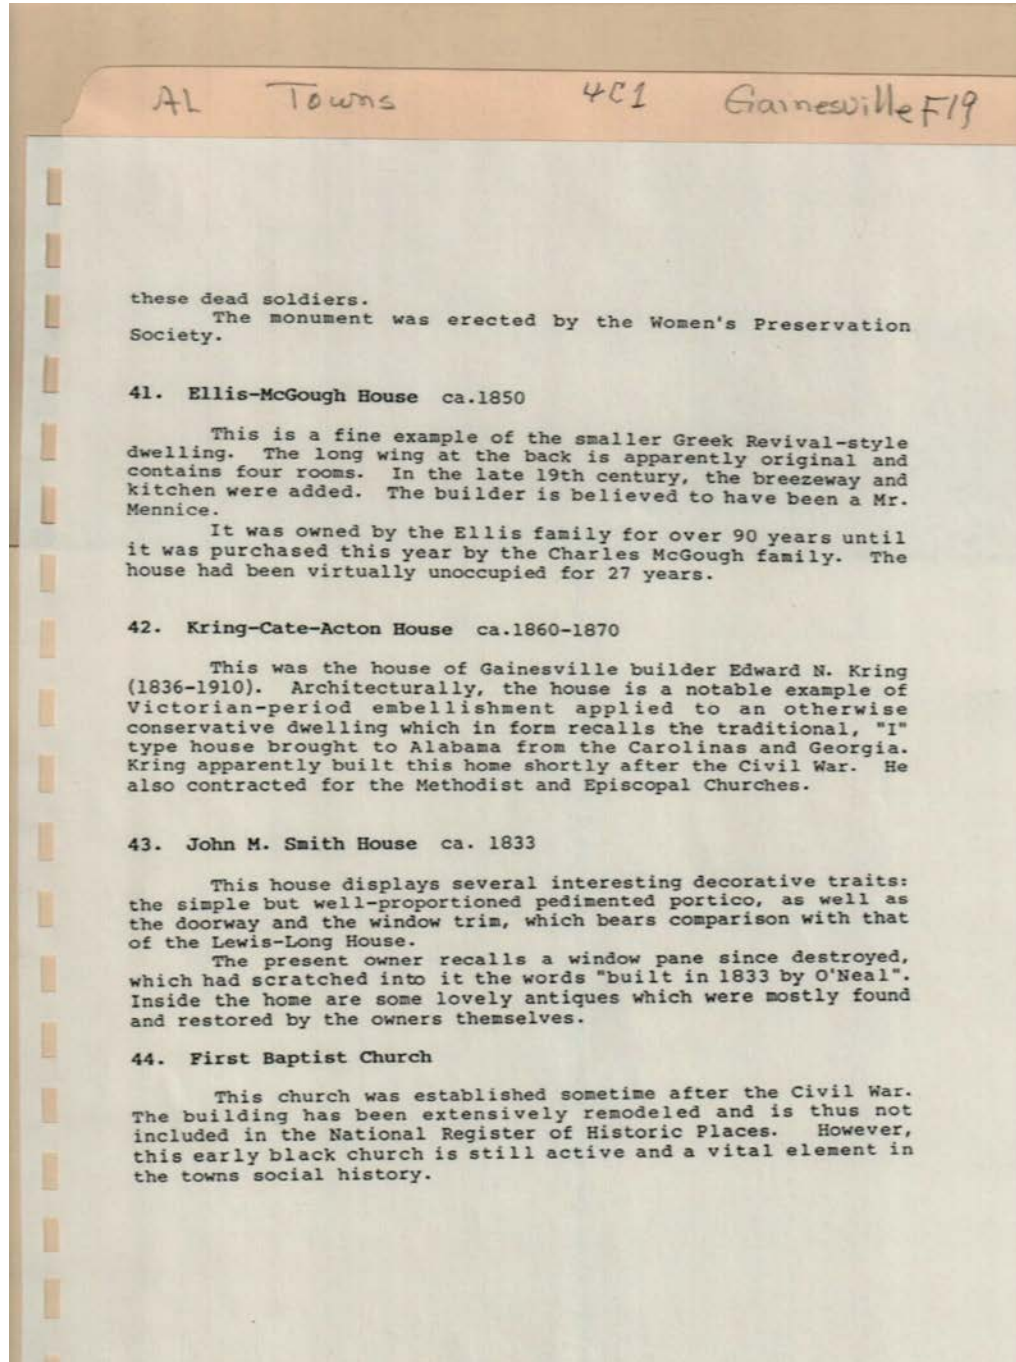 AL Towns 4C1 Gainesville F19
these dead soldiers.
The monument was erected by the Women's Preservation
Society.
41. Ellis-McGough House ca.1850
This is a fine example of the smaller Greek Revival-style
dwelling. The long wing at the back is apparently original and
contains four rooms. In the late 19th century, the breezeway and
kitchen were added. The builder is believed to have been a Mr.
Mennice.
It was owned by the Ellis family for over 90 years until
it was purchased this year by the Charles McGough family. The
house had been virtually unoccupied for 27 years.
42. Kring-Cate-Acton House ca.1860-1870
This was the house of Gainesville builder Edward N. Kring
(1836-1910). Architecturally, the house is a notable example of
Victorian-period embellishment applied to an otherwise
conservative dwelling which in form recalls the traditional, "I"
type house brought to Alabama from the Carolinas and Georgia.
Kring apparently built this home shortly after the Civil War. He
also contracted for the Methodist and Episcopal Churches.
43. John M. Smith House ca. 1833
This house displays several interesting decorative traits:
the simple but well-proportioned pedimented portico, as well as
the doorway and the window trim, which bears comparison with that
of the Lewis-Long House.
The present owner recalls a window pane since destroyed,
which had scratched into it the words "built in 1833 by O'Neal".
Inside the home are some lovely antiques which were mostly found
and restored by the owners themselves.
44. First Baptist Church
This church was established sometime after the Civil War.
The building has been extensively remodeled and is thus not
included in the National Register of Historic Places. However,
this early black church is still active and a vital element in
the towns social history.